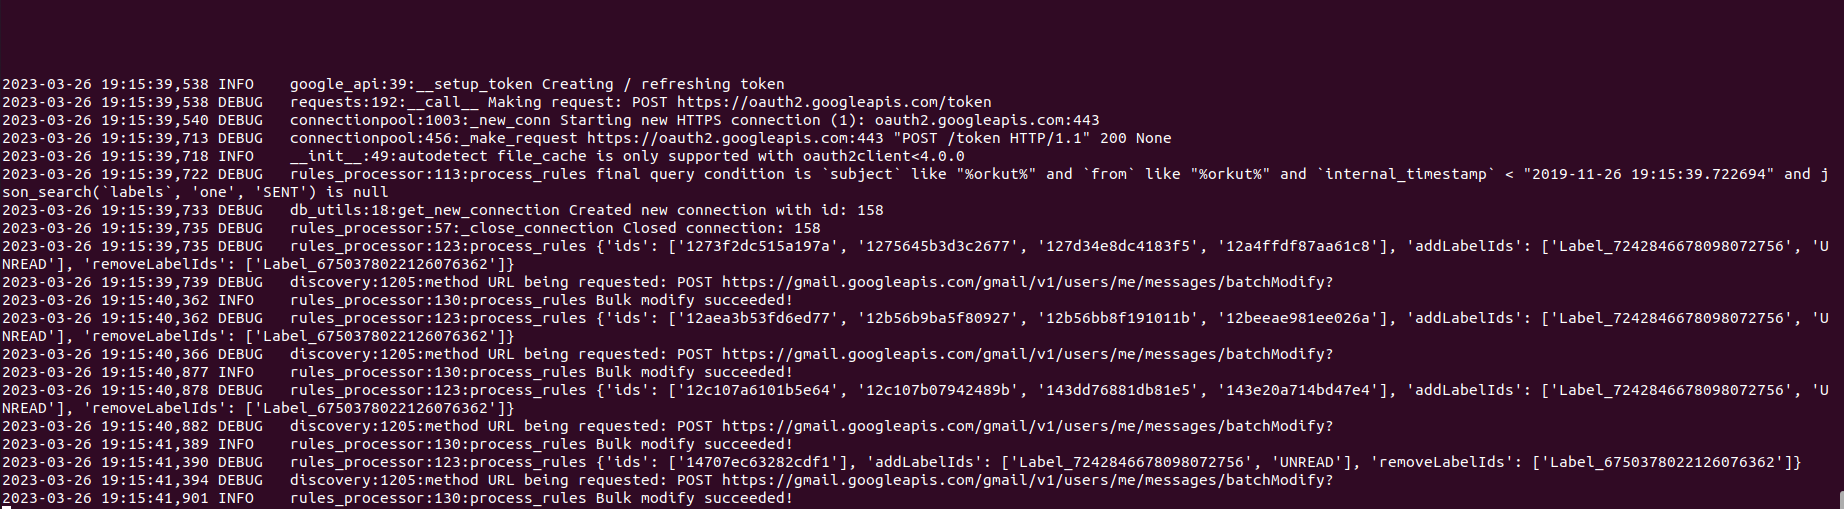 2023-03-26 19:15:39,538 INFO    google_api:39:__setup_token Creating / refreshing token
2023-03-26 19:15:39,538 DEBUG   requests:192:__call__ Making request: POST https://oauth2.googleapis.com/token
2023-03-26 19:15:39,540 DEBUG   connectionpool:1003:_new_conn Starting new HTTPS connection (1): oauth2.googleapis.com:443
2023-03-26 19:15:39,713 DEBUG   connectionpool:456:_make_request https://oauth2.googleapis.com:443 "POST /token HTTP/1.1" 200 None
2023-03-26 19:15:39,718 INFO    __init__:49:autodetect file_cache is only supported with oauth2client<4.0.0
2023-03-26 19:15:39,722 DEBUG   rules_processor:113:process_rules final query condition is `subject` like "%orkut%" and `from` like "%orkut%" and `internal_timestamp` < "2019-11-26 19:15:39.722694" and j
son_search(`labels`, 'one', 'SENT') is null
2023-03-26 19:15:39,733 DEBUG   db_utils:18:get_new_connection Created new connection with id: 158
2023-03-26 19:15:39,735 DEBUG   rules_processor:57:_close_connection Closed connection: 158
2023-03-26 19:15:39,735 DEBUG   rules_processor:123:process_rules {'ids': ['1273f2dc515a197a', '1275645b3d3c2677', '127d34e8dc4183f5', '12a4ffdf87aa61c8'], 'addLabelIds': ['Label_7242846678098072756', 'U
NREAD'], 'removeLabelIds': ['Label_6750378022126076362']}
2023-03-26 19:15:39,739 DEBUG   discovery:1205:method URL being requested: POST https://gmail.googleapis.com/gmail/v1/users/me/messages/batchModify?
2023-03-26 19:15:40,362 INFO    rules_processor:130:process_rules Bulk modify succeeded!
2023-03-26 19:15:40,362 DEBUG   rules_processor:123:process_rules {'ids': ['12aea3b53fd6ed77', '12b56b9ba5f80927', '12b56bb8f191011b', '12beeae981ee026a'], 'addLabelIds': ['Label_7242846678098072756', 'U
NREAD'], 'removeLabelIds': ['Label_6750378022126076362']}
2023-03-26 19:15:40,366 DEBUG   discovery:1205:method URL being requested: POST https://gmail.googleapis.com/gmail/v1/users/me/messages/batchModify?
2023-03-26 19:15:40,877 INFO    rules_processor:130:process_rules Bulk modify succeeded!
2023-03-26 19:15:40,878 DEBUG   rules_processor:123:process_rules {'ids': ['12c107a6101b5e64', '12c107b07942489b', '143dd76881db81e5', '143e20a714bd47e4'], 'addLabelIds': ['Label_7242846678098072756', 'U
NREAD'], 'removeLabelIds': ['Label_6750378022126076362']}
2023-03-26 19:15:40,882 DEBUG   discovery:1205:method URL being requested: POST https://gmail.googleapis.com/gmail/v1/users/me/messages/batchModify?
2023-03-26 19:15:41,389 INFO    rules_processor:130:process_rules Bulk modify succeeded!
2023-03-26 19:15:41,390 DEBUG   rules_processor:123:process_rules {'ids': ['14707ec63282cdf1'], 'addLabelIds': ['Label_7242846678098072756', 'UNREAD'], 'removeLabelIds': ['Label_6750378022126076362']}
2023-03-26 19:15:41,394 DEBUG   discovery:1205:method URL being requested: POST https://gmail.googleapis.com/gmail/v1/users/me/messages/batchModify?
2023-03-26 19:15:41,901 INFO    rules_processor:130:process_rules Bulk modify succeeded!